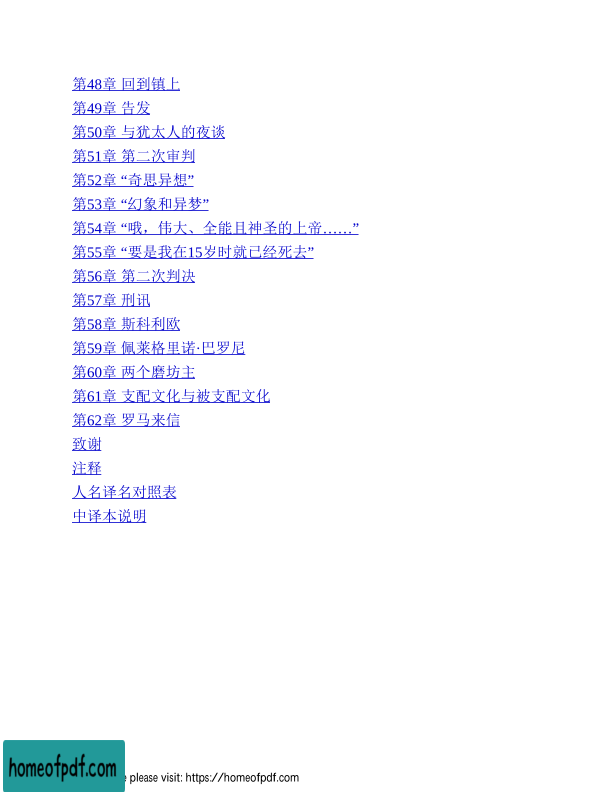 第48章 回到镇上
第49章 告发
第50章 与犹太人的夜谈
第51章 第二次审判
第52章 “奇思异想”
第53章 “幻象和异梦”
第54章 “哦，伟大、全能且神圣的上帝……”
第55章 “要是我在15岁时就已经死去”
第56章 第二次判决
第57章 刑讯
第58章 斯科利欧
第59章 佩莱格里诺·巴罗尼
第60章 两个磨坊主
第61章 支配文化与被支配文化
第62章 罗马来信
致谢
注释
人名译名对照表
中译本说明
homeofpdf.com
e please visit: https://homeofpdf.com